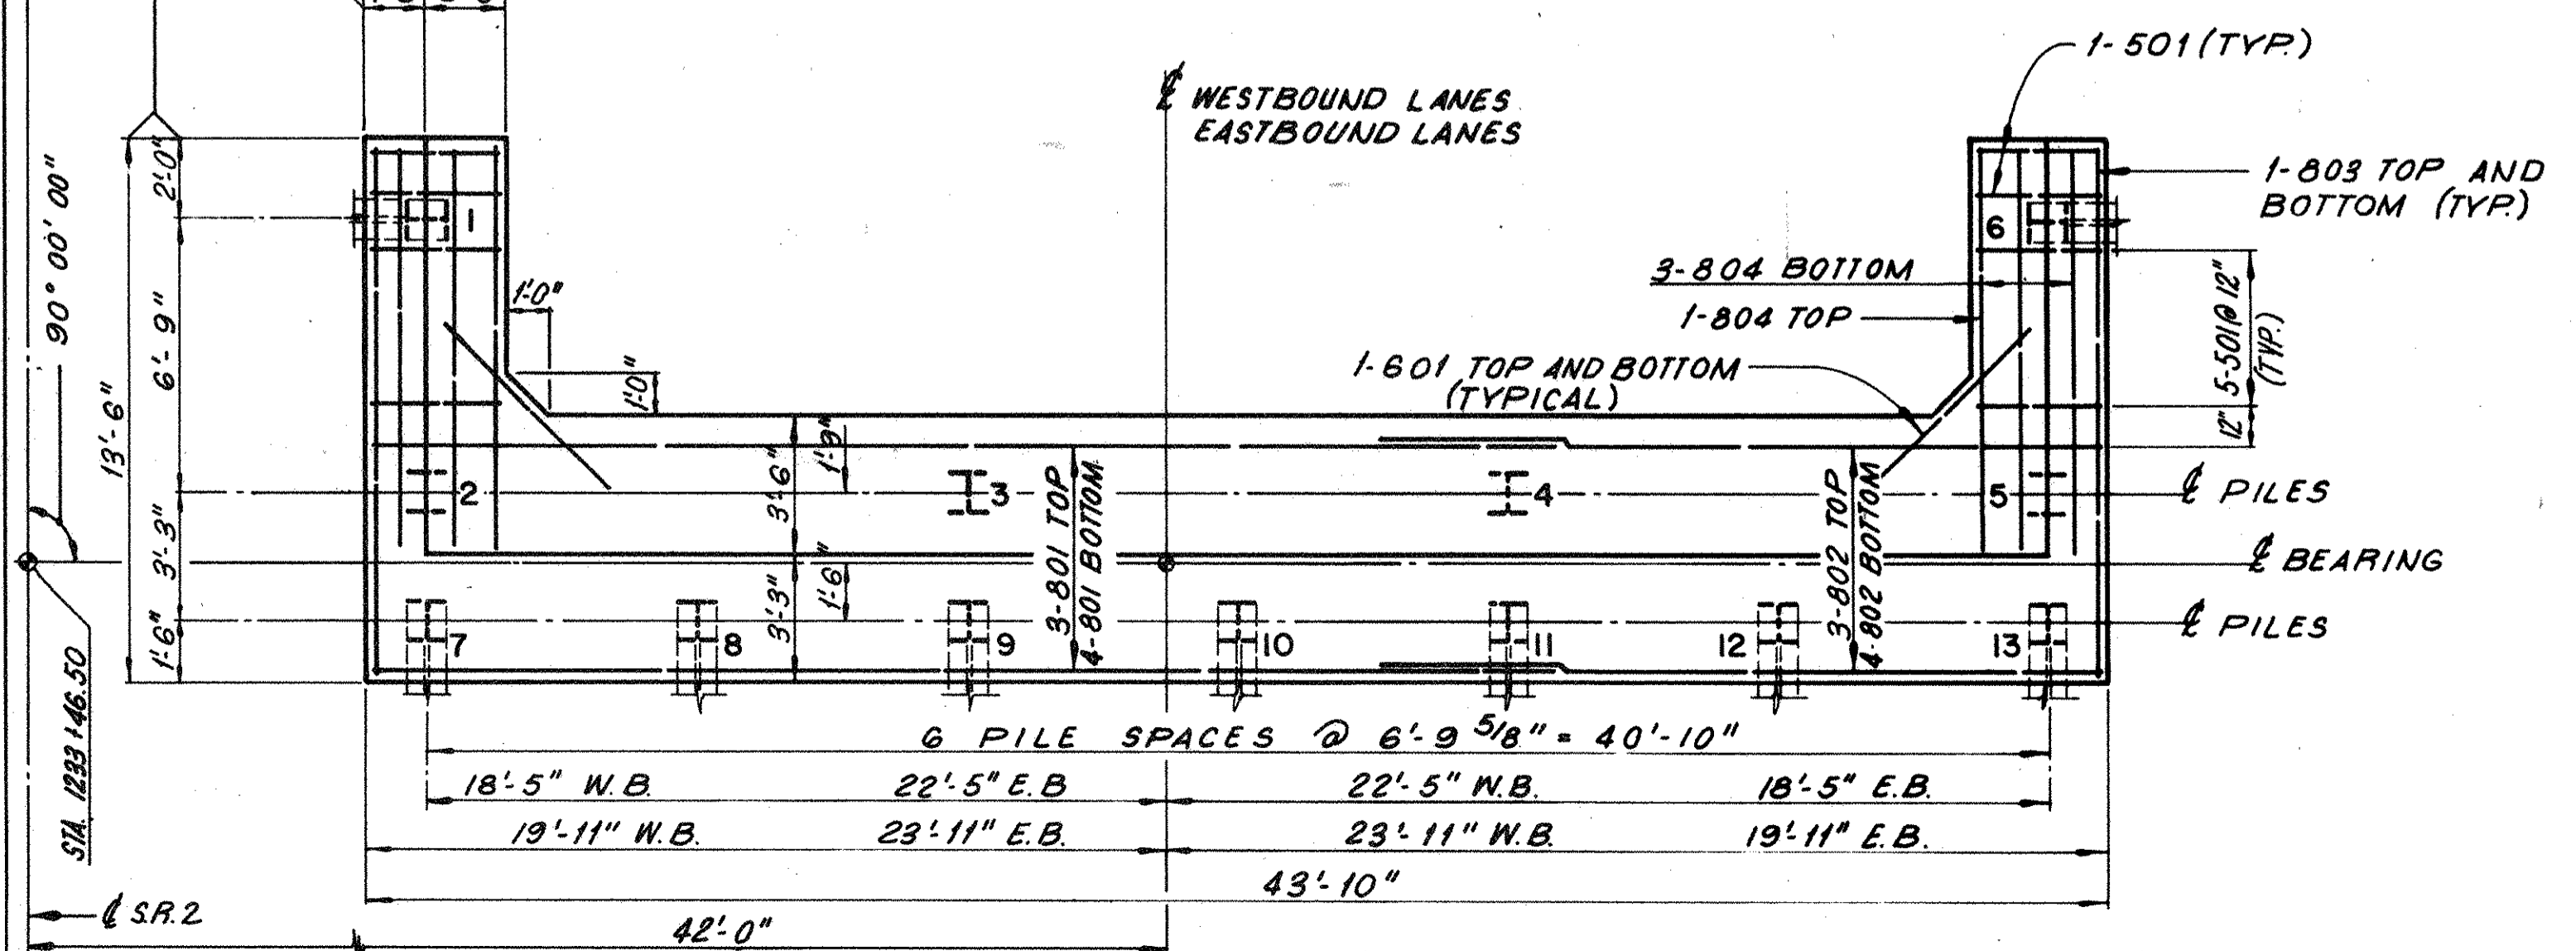 1-501 (TYP.)
℄ WESTBOUND LANES
EASTBOUND LANES
1-803 TOP AND
BOTTOM (TYP.)
2'-0"
1
6
90° 00' 00"
6'-9"
13'-6"
1'-0"
1'-0"
3-804 BOTTOM
1-804 TOP
1-601 TOP AND BOTTOM
(TYPICAL)
5-501@12"
(TYP.)
12"
3'-6"
1'-9"
2
3
4
5
℄ PILES
3'-3"
3-801 TOP
4-801 BOTTOM
3-802 TOP
4-802 BOTTOM
℄ BEARING
1'-6"
3'-3"
1'-6"
7
8
9
10
11
12
13
℄ PILES
STA. 1233+46.50
6 PILE SPACES @ 6'-9 5/8" = 40'-10"
18'-5" W.B. 22'-5" E.B 22'-5" W.B. 18'-5" E.B.
19'-11" W.B. 23'-11" E.B. 23'-11" W.B. 19'-11" E.B.
43'-10"
℄ S.R.2
42'-0"